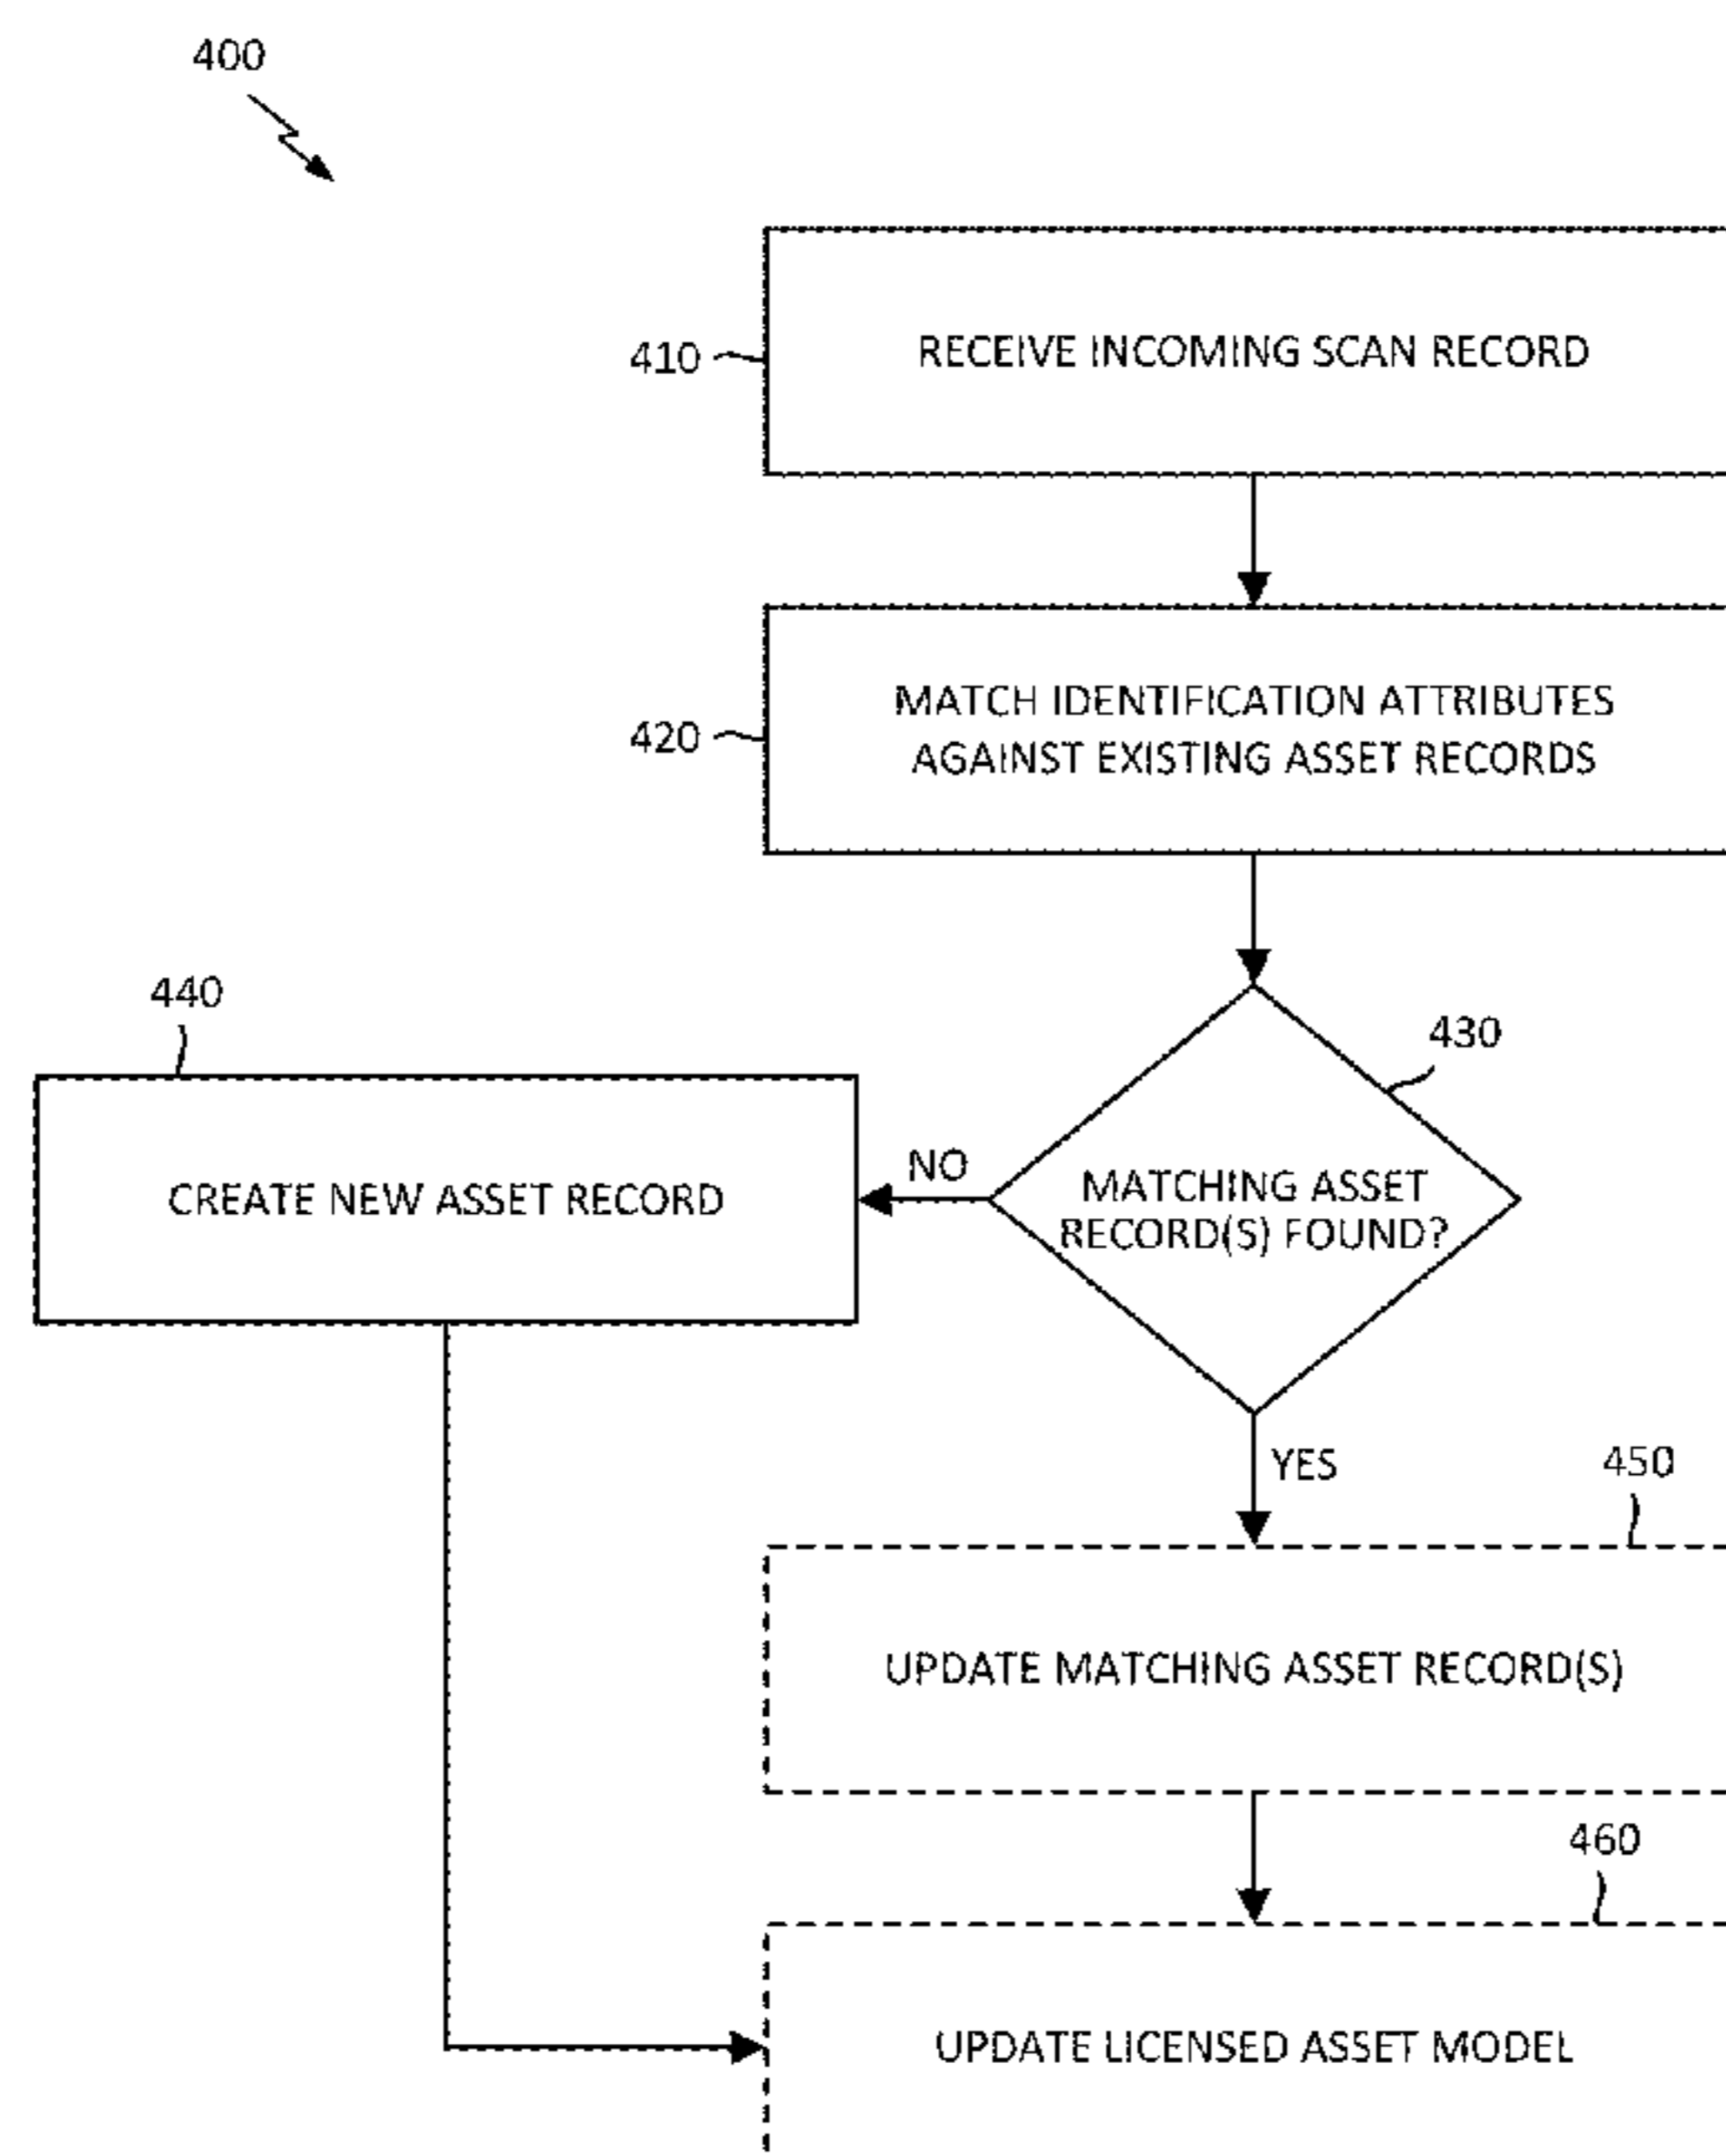 400
410
RECEIVE INCOMING SCAN RECORD
420
MATCH IDENTIFICATION ATTRIBUTES
AGAINST EXISTING ASSET RECORDS
430
MATCHING ASSET
RECORD(S) FOUND?
NO
440
CREATE NEW ASSET RECORD
YES
450
UPDATE MATCHING ASSET RECORD(S)
460
UPDATE LICENSED ASSET MODEL